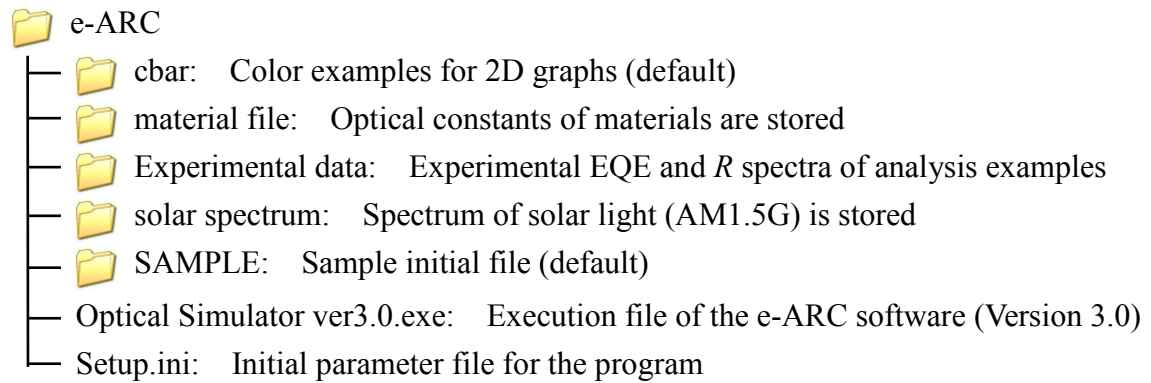 e-ARC
cbar: Color examples for 2D graphs (default)
material file: Optical constants of materials are stored
Experimental data: Experimental EQE and R spectra of analysis examples
solar spectrum: Spectrum of solar light (AM1.5G) is stored
SAMPLE: Sample initial file (default)
Optical Simulator ver3.0.exe: Execution file of the e-ARC software (Version 3.0)
Setup.ini: Initial parameter file for the program